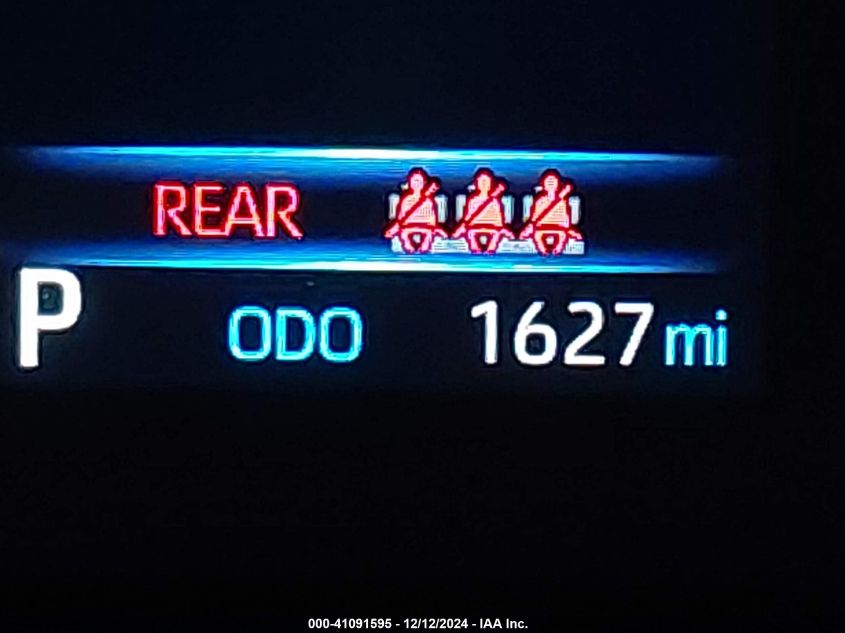 REAR
P ODO 1627 mi
000-41091595 - 12/12/2024 - IAA Inc.